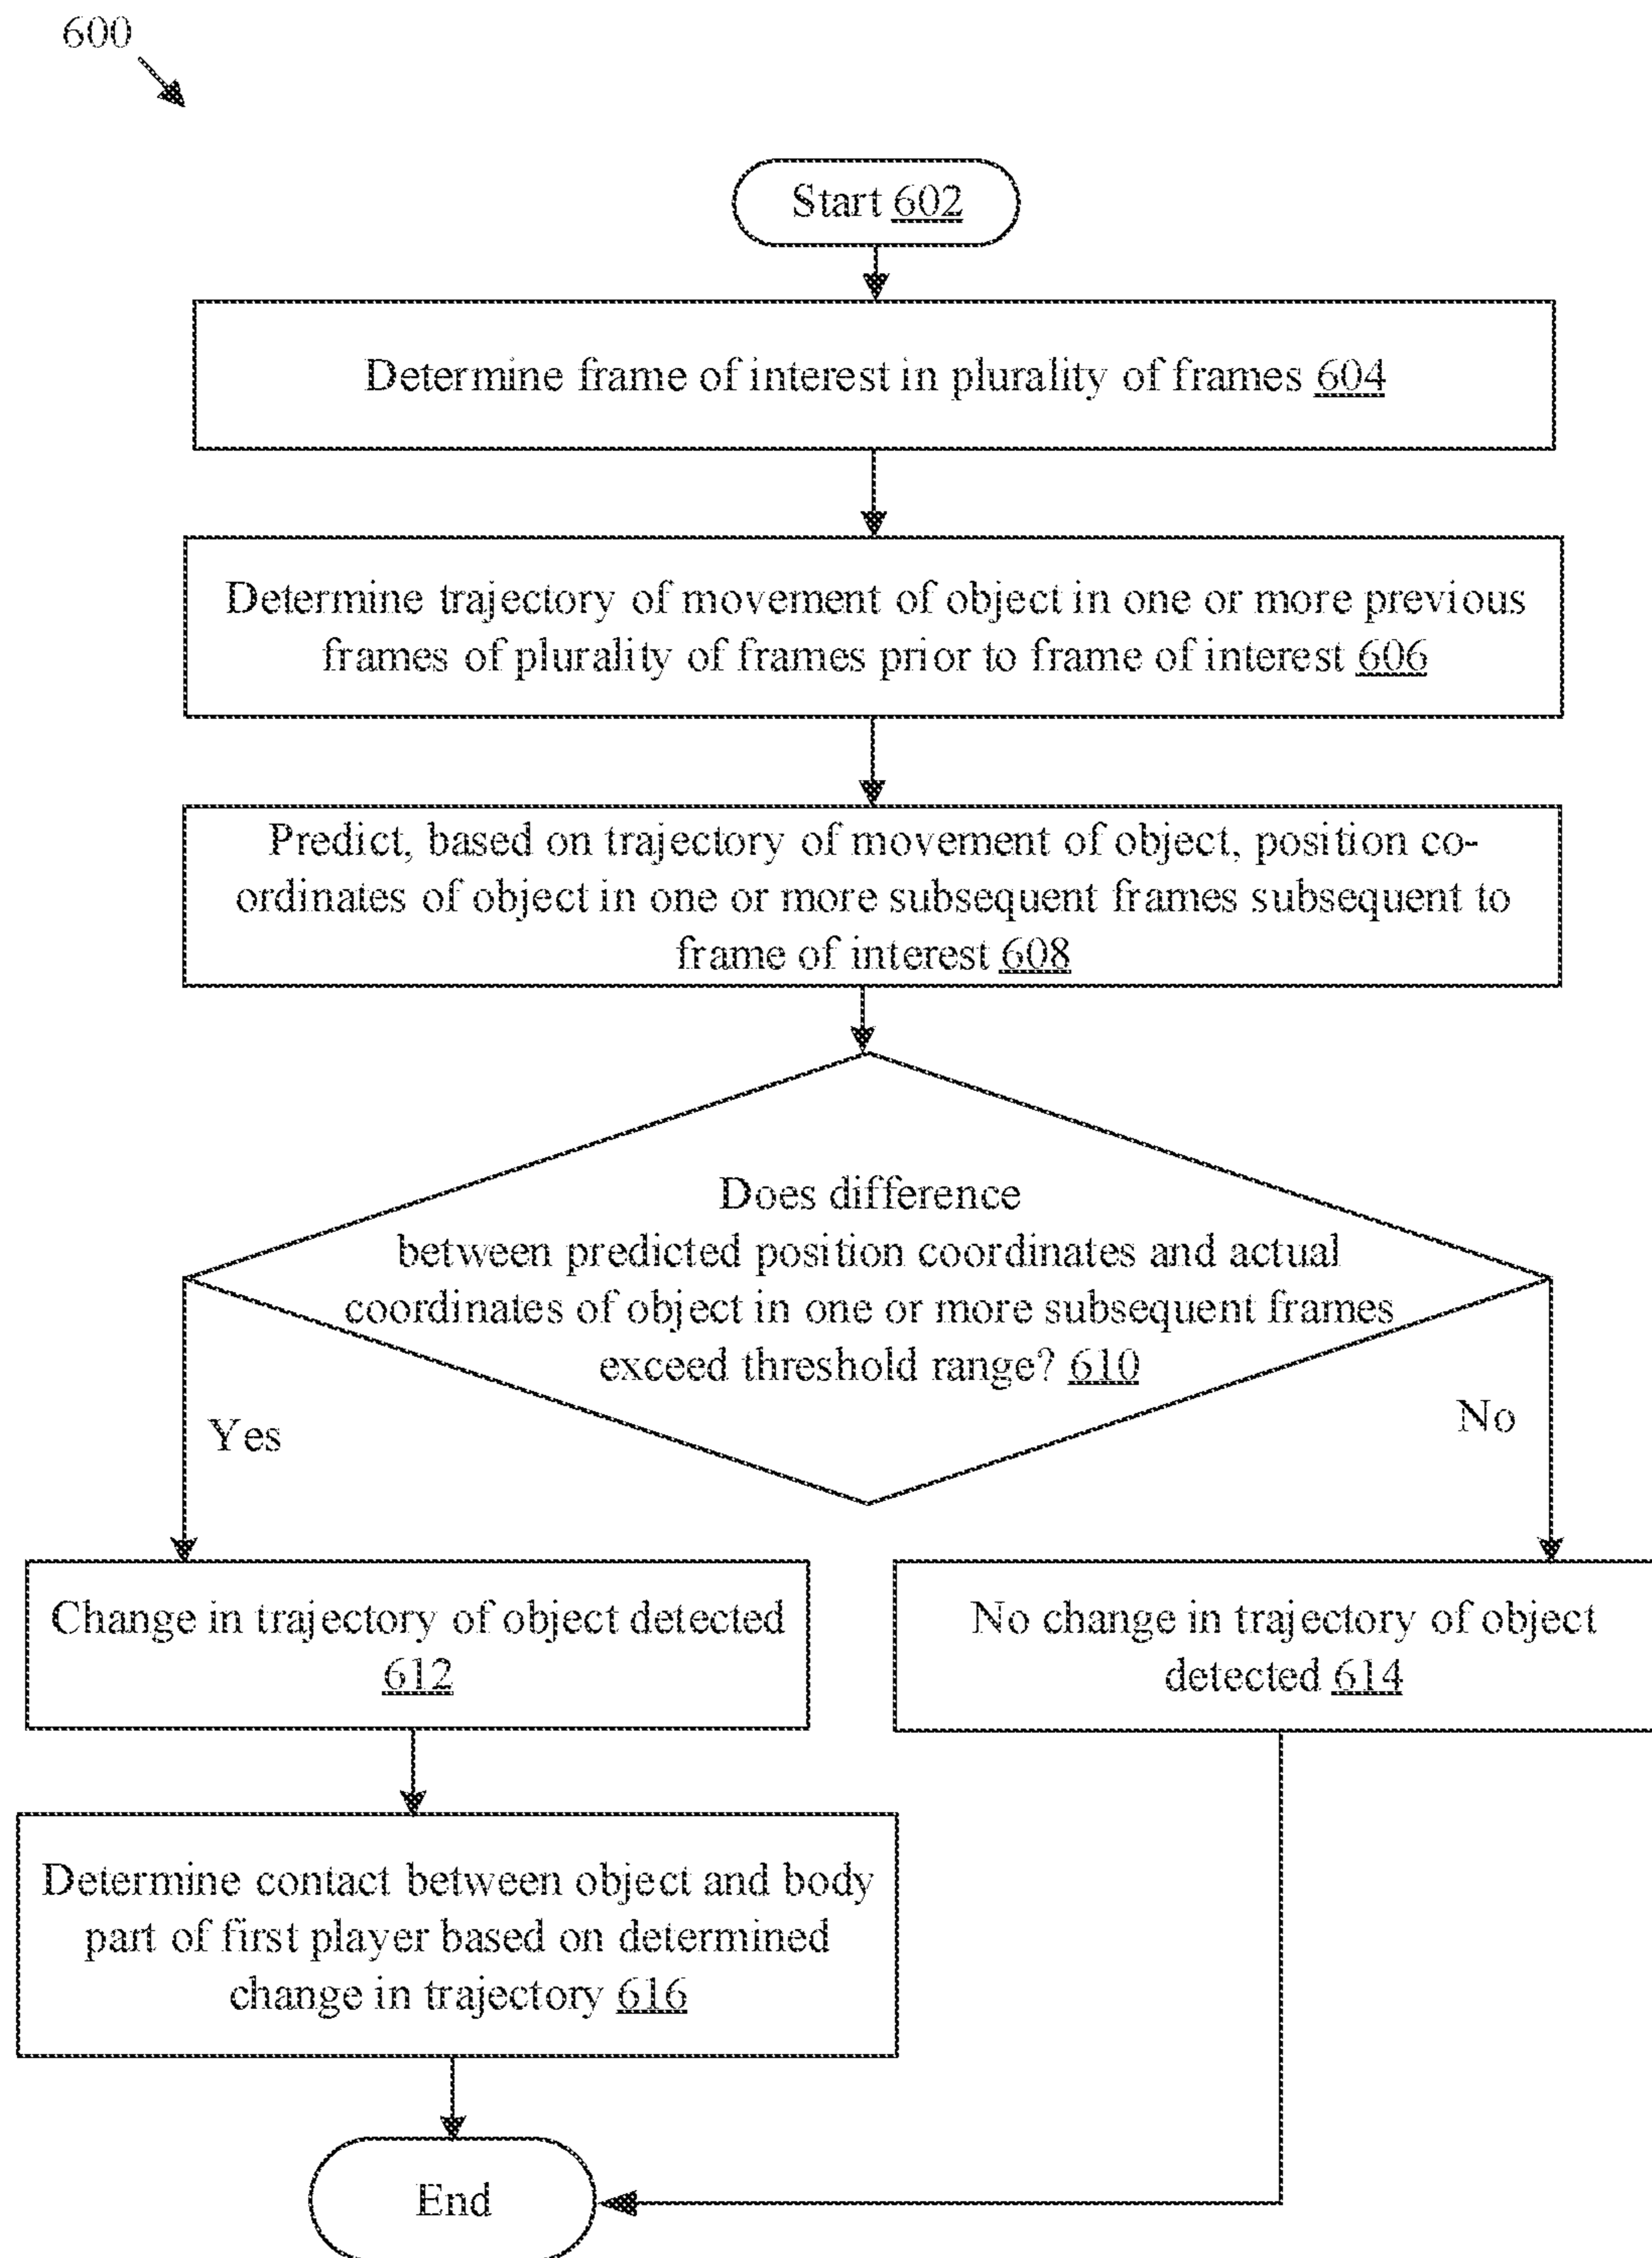 600
Start 602
Determine frame of interest in plurality of frames 604
Determine trajectory of movement of object in one or more previous
frames of plurality of frames prior to frame of interest 606
Predict, based on trajectory of movement of object, position co-
ordinates of object in one or more subsequent frames subsequent to
frame of interest 608
Does difference
between predicted position coordinates and actual
coordinates of object in one or more subsequent frames
exceed threshold range? 610
Yes
No
Change in trajectory of object detected
612
No change in trajectory of object
detected 614
Determine contact between object and body
part of first player based on determined
change in trajectory 616
End